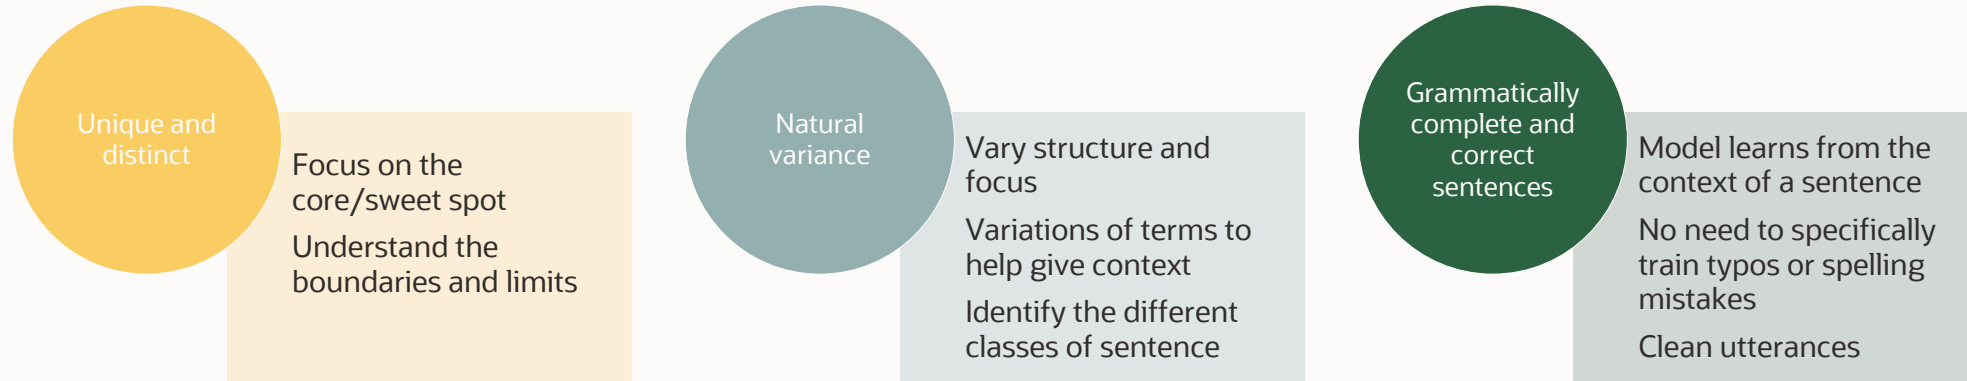 Unique and
distinct
Focus on the
core/sweet spot
Understand the
boundaries and limits
Natural
variance
Vary structure and
focus
Variations of terms to
help give context
Identify the different
classes of sentence
Grammatically
complete and
correct
sentences
Model learns from the
context of a sentence
No need to specifically
train typos or spelling
mistakes
Clean utterances